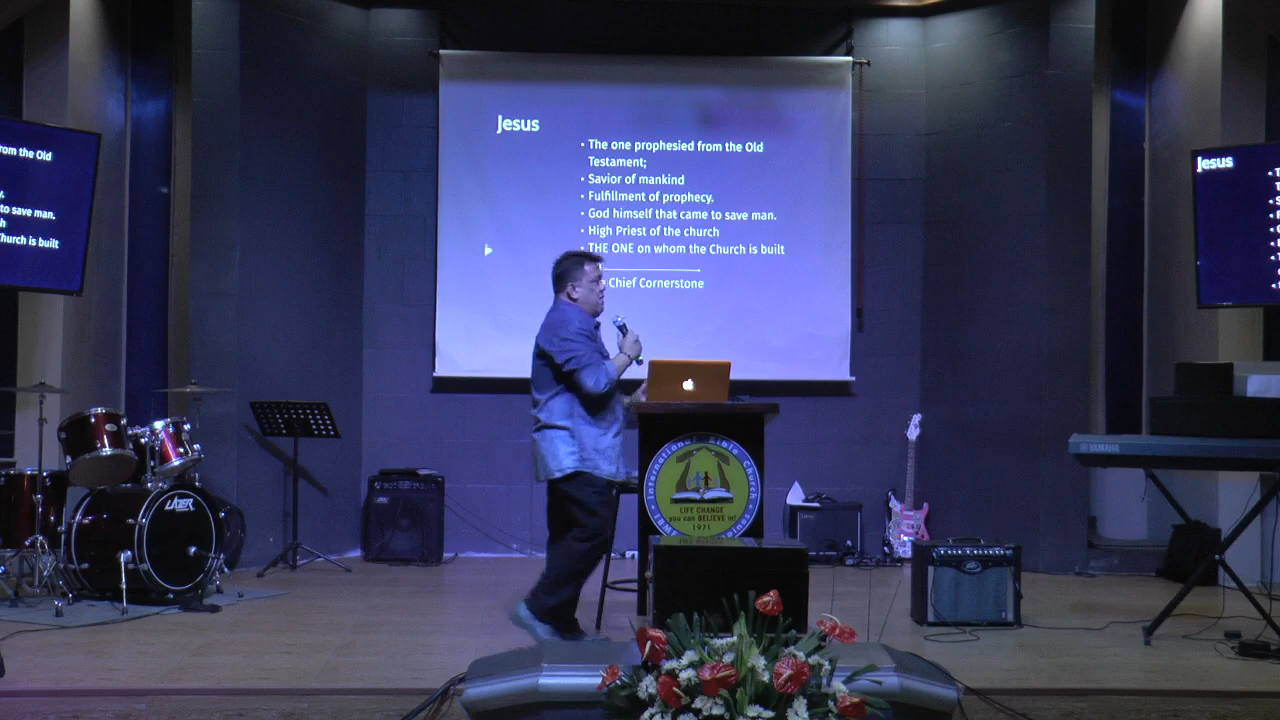 Jesus
• The one prophesied from the Old
Testament;
• Savior of mankind
• Fulfillment of prophecy.
• God himself that came to save man.
• High Priest of the church
• THE ONE on whom the Church is built
Chief Cornerstone
from the Old
y.
to save man.
h
Church is built
Jesus
International Bible Church
LIFE CHANGE
you can BELIEVE in!
1971
LAZER
YAMAHA